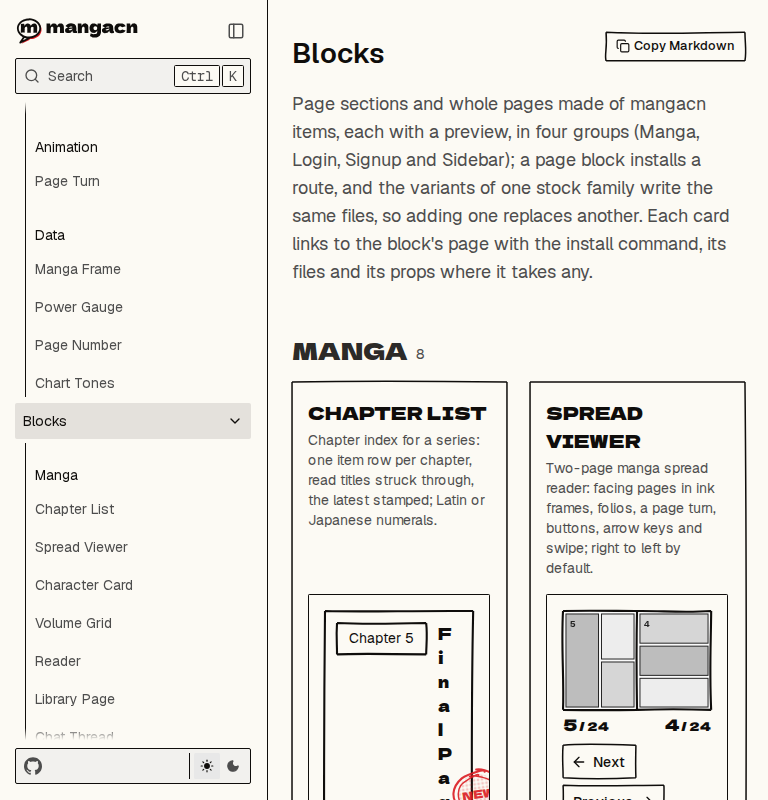 mangacn
Search Ctrl K
Animation
Page Turn
Data
Manga Frame
Power Gauge
Page Number
Chart Tones
Blocks
Manga
Chapter List
Spread Viewer
Character Card
Volume Grid
Reader
Library Page
Chat Thread
Blocks
Copy Markdown
Page sections and whole pages made of mangacn
items, each with a preview, in four groups (Manga,
Login, Signup and Sidebar); a page block installs a
route, and the variants of one stock family write the
same files, so adding one replaces another. Each card
links to the block's page with the install command, its
files and its props where it takes any.
MANGA 8
CHAPTER LIST
Chapter index for a series:
one item row per chapter,
read titles struck through,
the latest stamped; Latin or
Japanese numerals.
Chapter 5
F
i
n
a
l
P
a
NEW
SPREAD
VIEWER
Two-page manga spread
reader: facing pages in ink
frames, folios, a page turn,
buttons, arrow keys and
swipe; right to left by
default.
5 4
5/24 4/24
Next
Previous